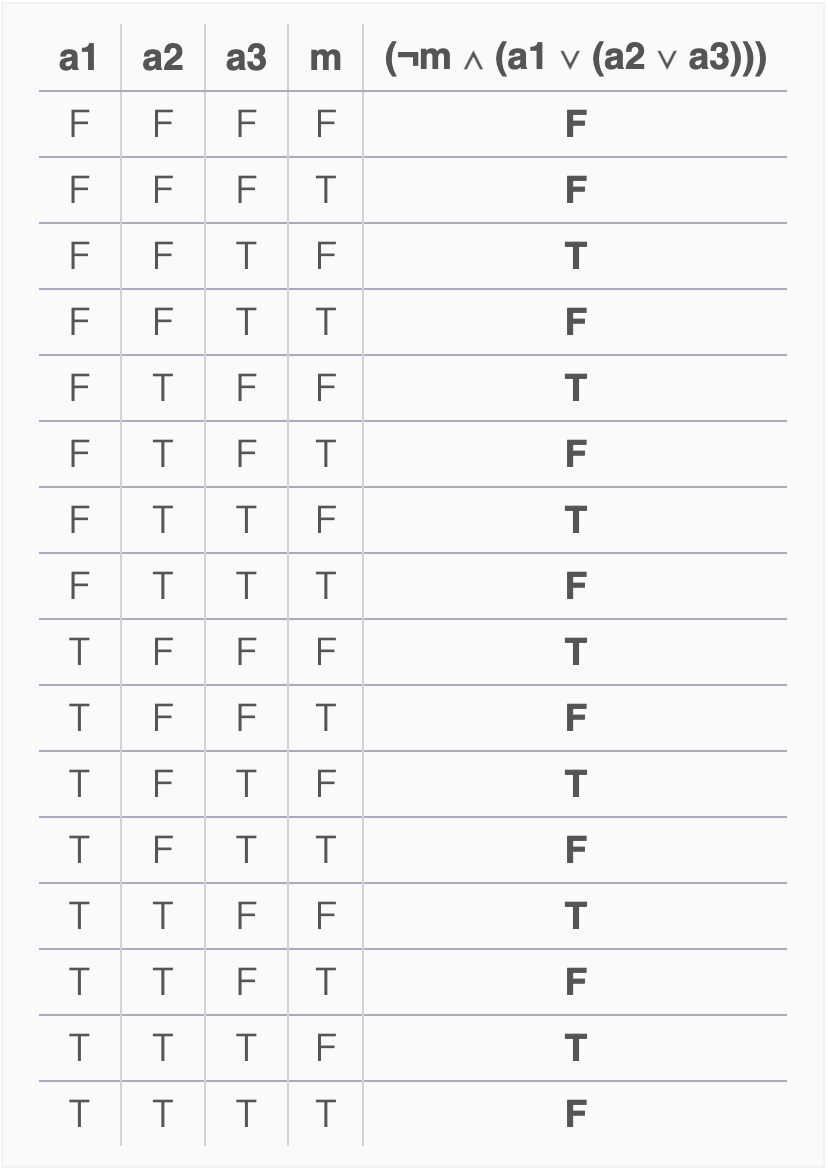 a1 a2 a3 m (¬m ∧ (a1 ∨ (a2 ∨ a3)))
F F F F F
F F F T F
F F T F T
F F T T F
F T F F T
F T F T F
F T T F T
F T T T F
T F F F T
T F F T F
T F T F T
T F T T F
T T F F T
T T F T F
T T T F T
T T T T F